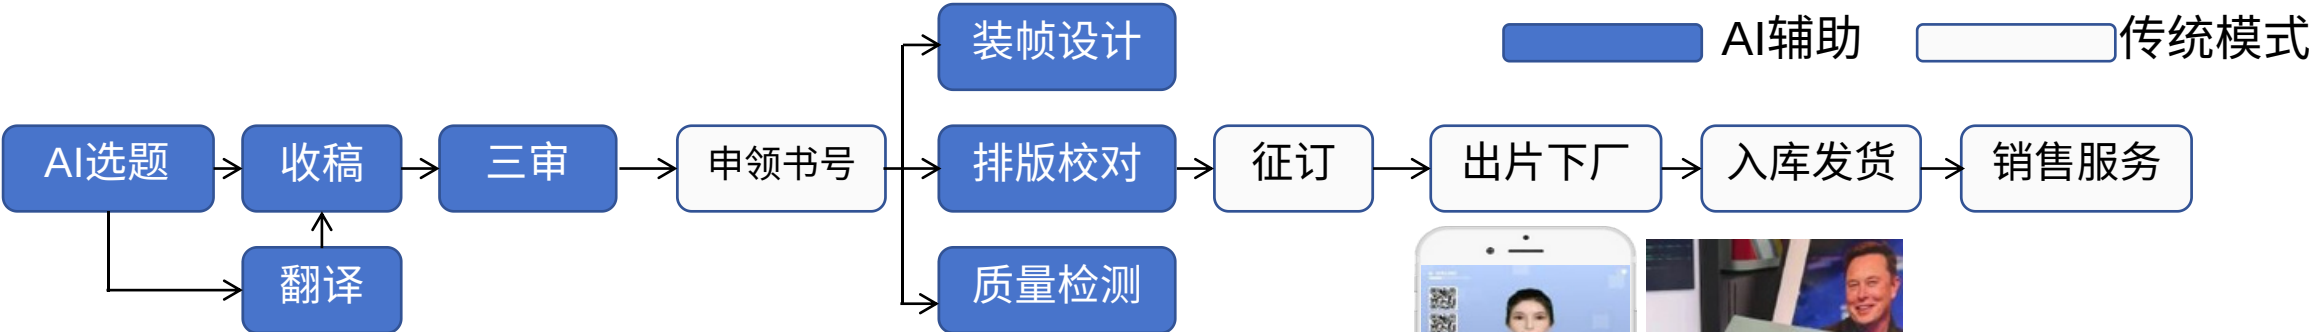 装帧设计
AI辅助
传统模式
AI选题
收稿
三审
申领书号
排版校对
征订
出片下厂
入库发货
销售服务
翻译
质量检测